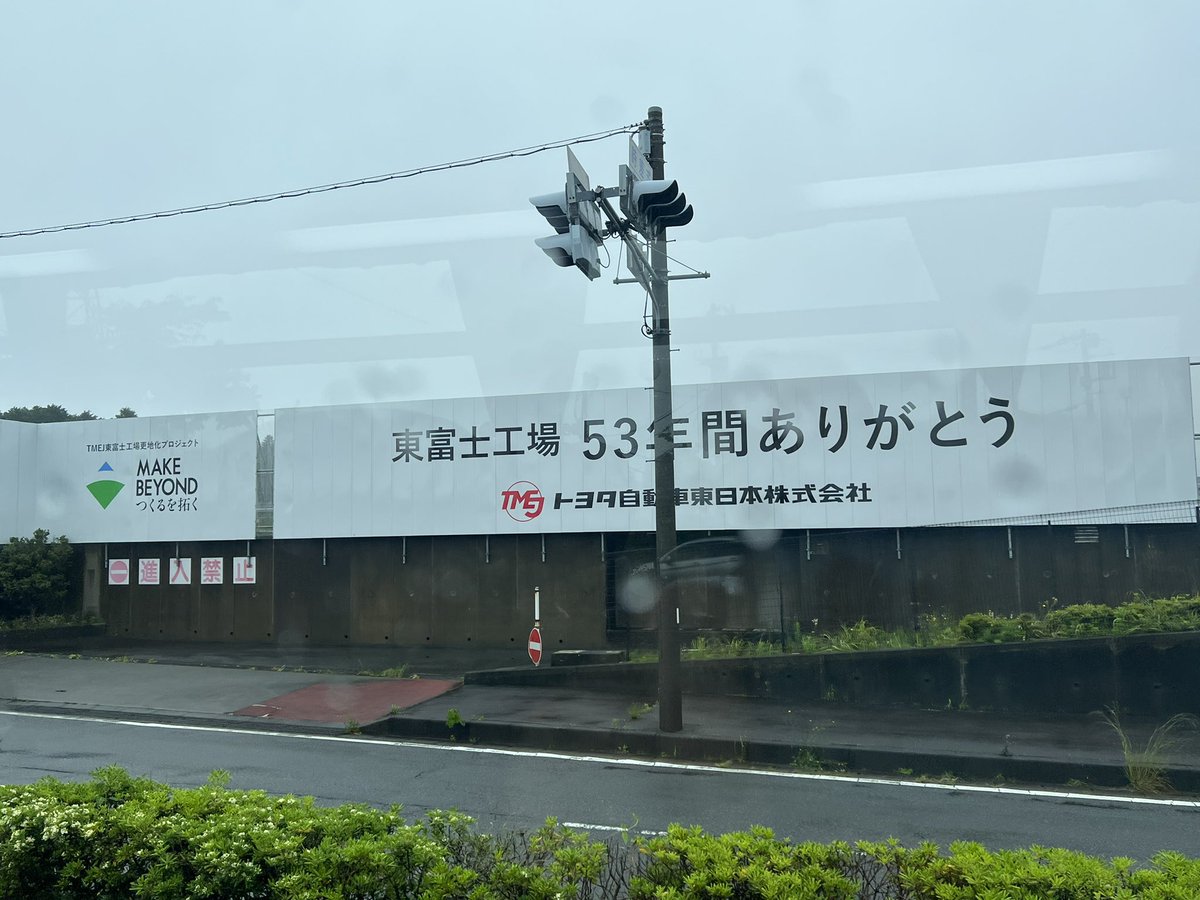 TMEJ東富士工場更地化プロジェクト
MAKE
BEYOND
つくるを拓く
東富士工場 53年間ありがとう
TMEJ トヨタ自動車東日本株式会社
進入禁止